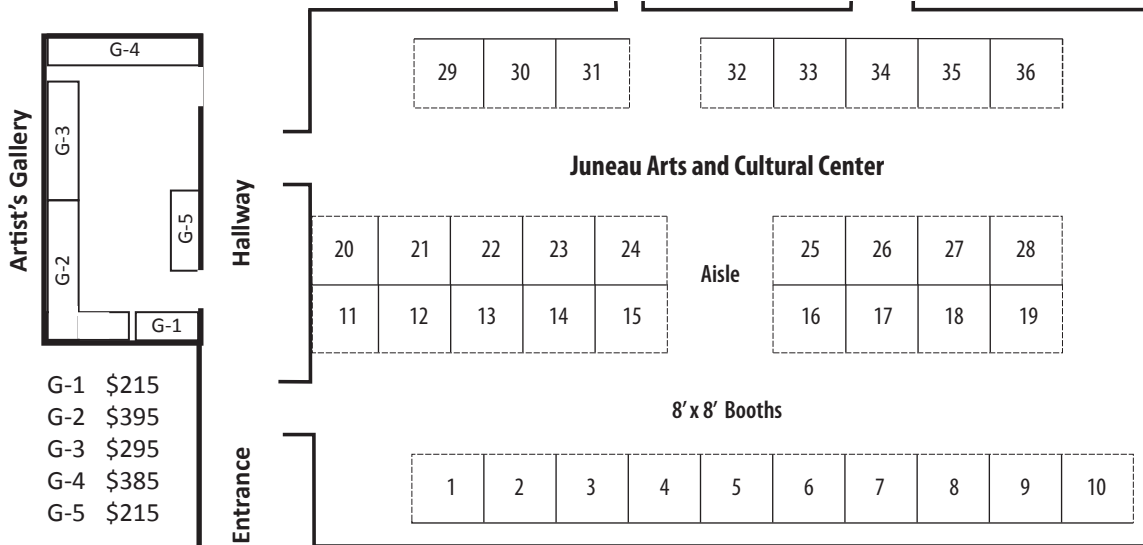 G-4
29 30 31 32 33 34 35 36
Artist's Gallery
G-3
Juneau Arts and Cultural Center
Hallway
G-5
G-2
20 21 22 23 24 25 26 27 28
Aisle
11 12 13 14 15 16 17 18 19
G-1
G-1 $215
G-2 $395
G-3 $295
G-4 $385
G-5 $215
8' x 8' Booths
Entrance
1 2 3 4 5 6 7 8 9 10